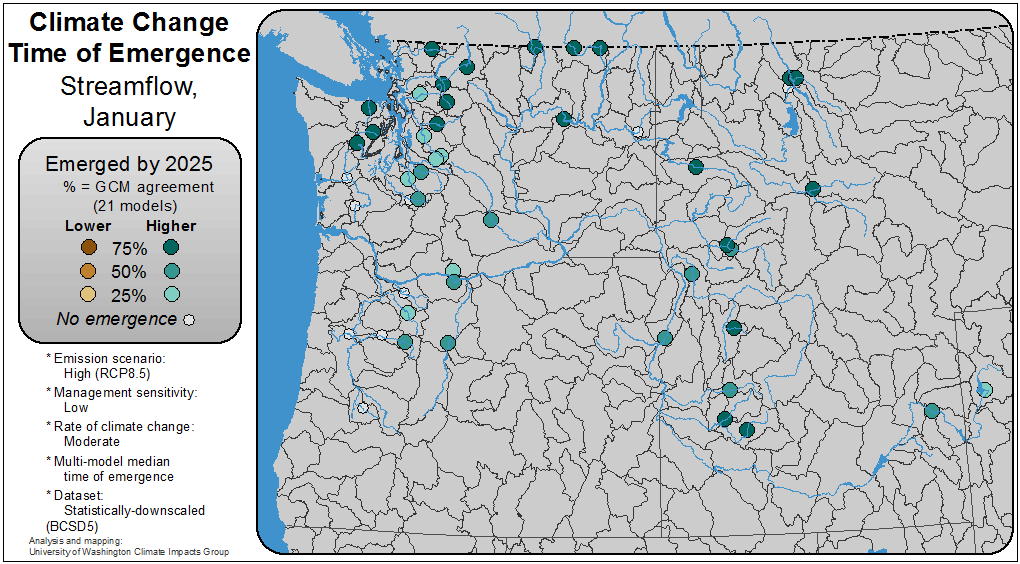 Climate Change
Time of Emergence
Streamflow,
January
Emerged by 2025
% = GCM agreement
(21 models)
Lower Higher
75%
50%
25%
No emergence
* Emission scenario:
High (RCP8.5)
* Management sensitivity:
Low
* Rate of climate change:
Moderate
* Multi-model median
time of emergence
* Dataset:
Statistically-downscaled
(BCSD5)
Analysis and mapping:
University of Washington Climate Impacts Group